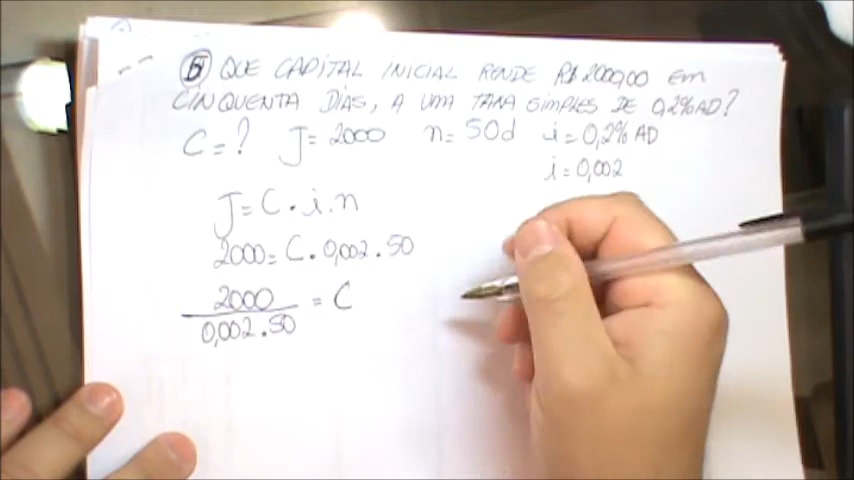 5 QUE CAPITAL INICIAL RENDE R$ 2000,00 EM
CINQUENTA DIAS, A UMA TAXA SIMPLES DE 0,2% AD?
C = ? J = 2000 n = 50d i = 0,2% AD
i = 0,002
J = C . i . n
2000 = C . 0,002 . 50
2000 / 0,002 . 50 = C